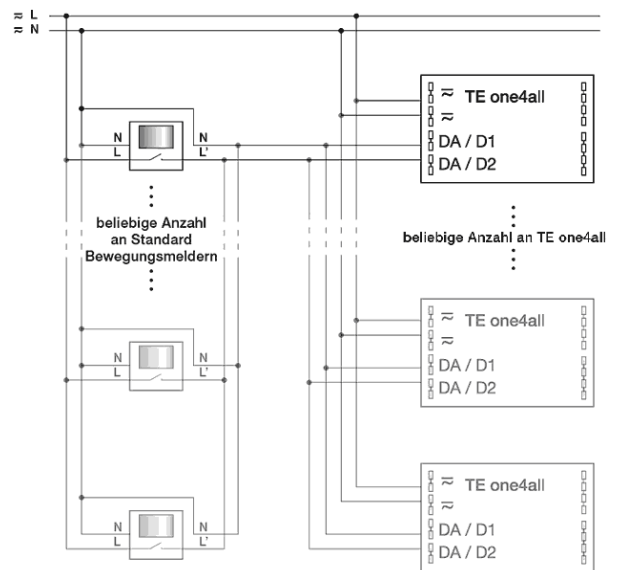 ≂ L
≂ N
≂ TE one4all
≂
DA / D1
DA / D2
N N
L L'
beliebige Anzahl
an Standard
Bewegungsmeldern
beliebige Anzahl an TE one4all
≂ TE one4all
≂
DA / D1
DA / D2
N N
L L'
≂ TE one4all
≂
DA / D1
DA / D2
N N
L L'